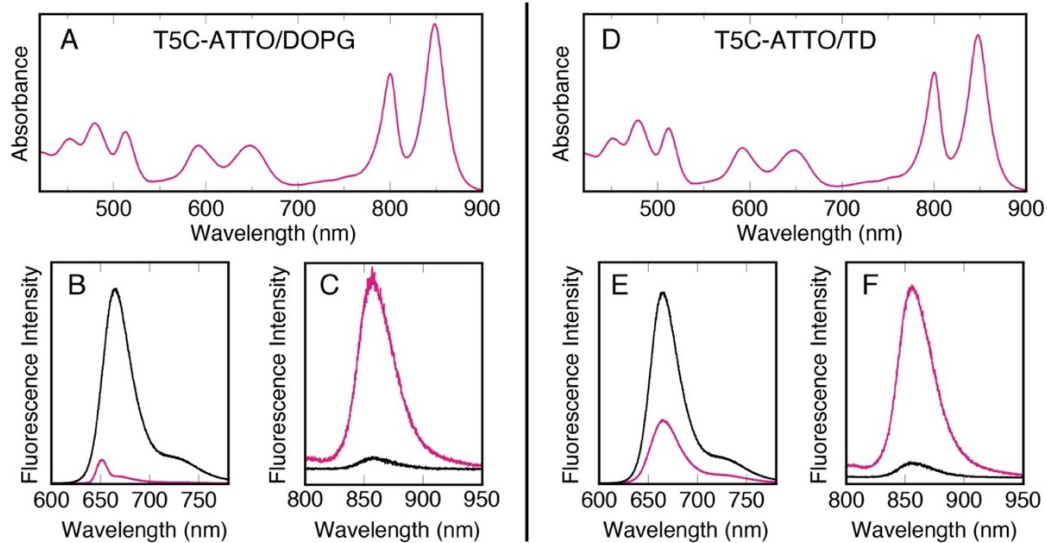 A
T5C-ATTO/DOPG
Absorbance
500 600 700 800 900
Wavelength (nm)
B
Fluorescence Intensity
600 650 700 750
Wavelength (nm)
C
Fluorescence Intensity
800 850 900 950
Wavelength (nm)
D
T5C-ATTO/TD
Absorbance
500 600 700 800 900
Wavelength (nm)
E
Fluorescence Intensity
600 650 700 750
Wavelength (nm)
F
Fluorescence Intensity
800 850 900 950
Wavelength (nm)